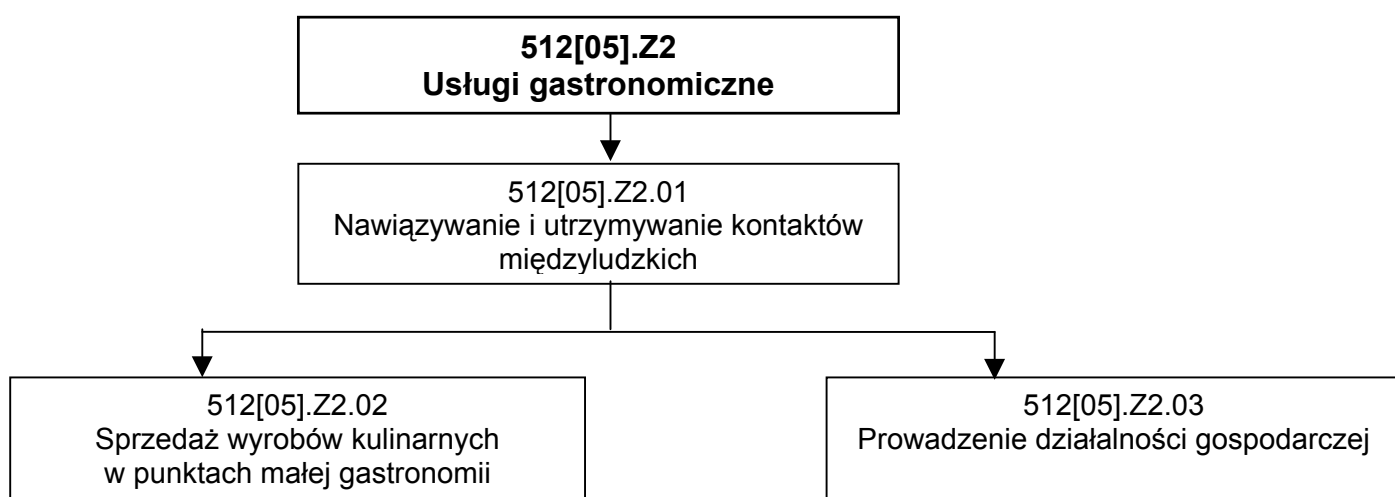 512[05].Z2
Usługi gastronomiczne
512[05].Z2.01
Nawiązywanie i utrzymywanie kontaktów
międzyludzkich
512[05].Z2.02
Sprzedaż wyrobów kulinarnych
w punktach małej gastronomii
512[05].Z2.03
Prowadzenie działalności gospodarczej